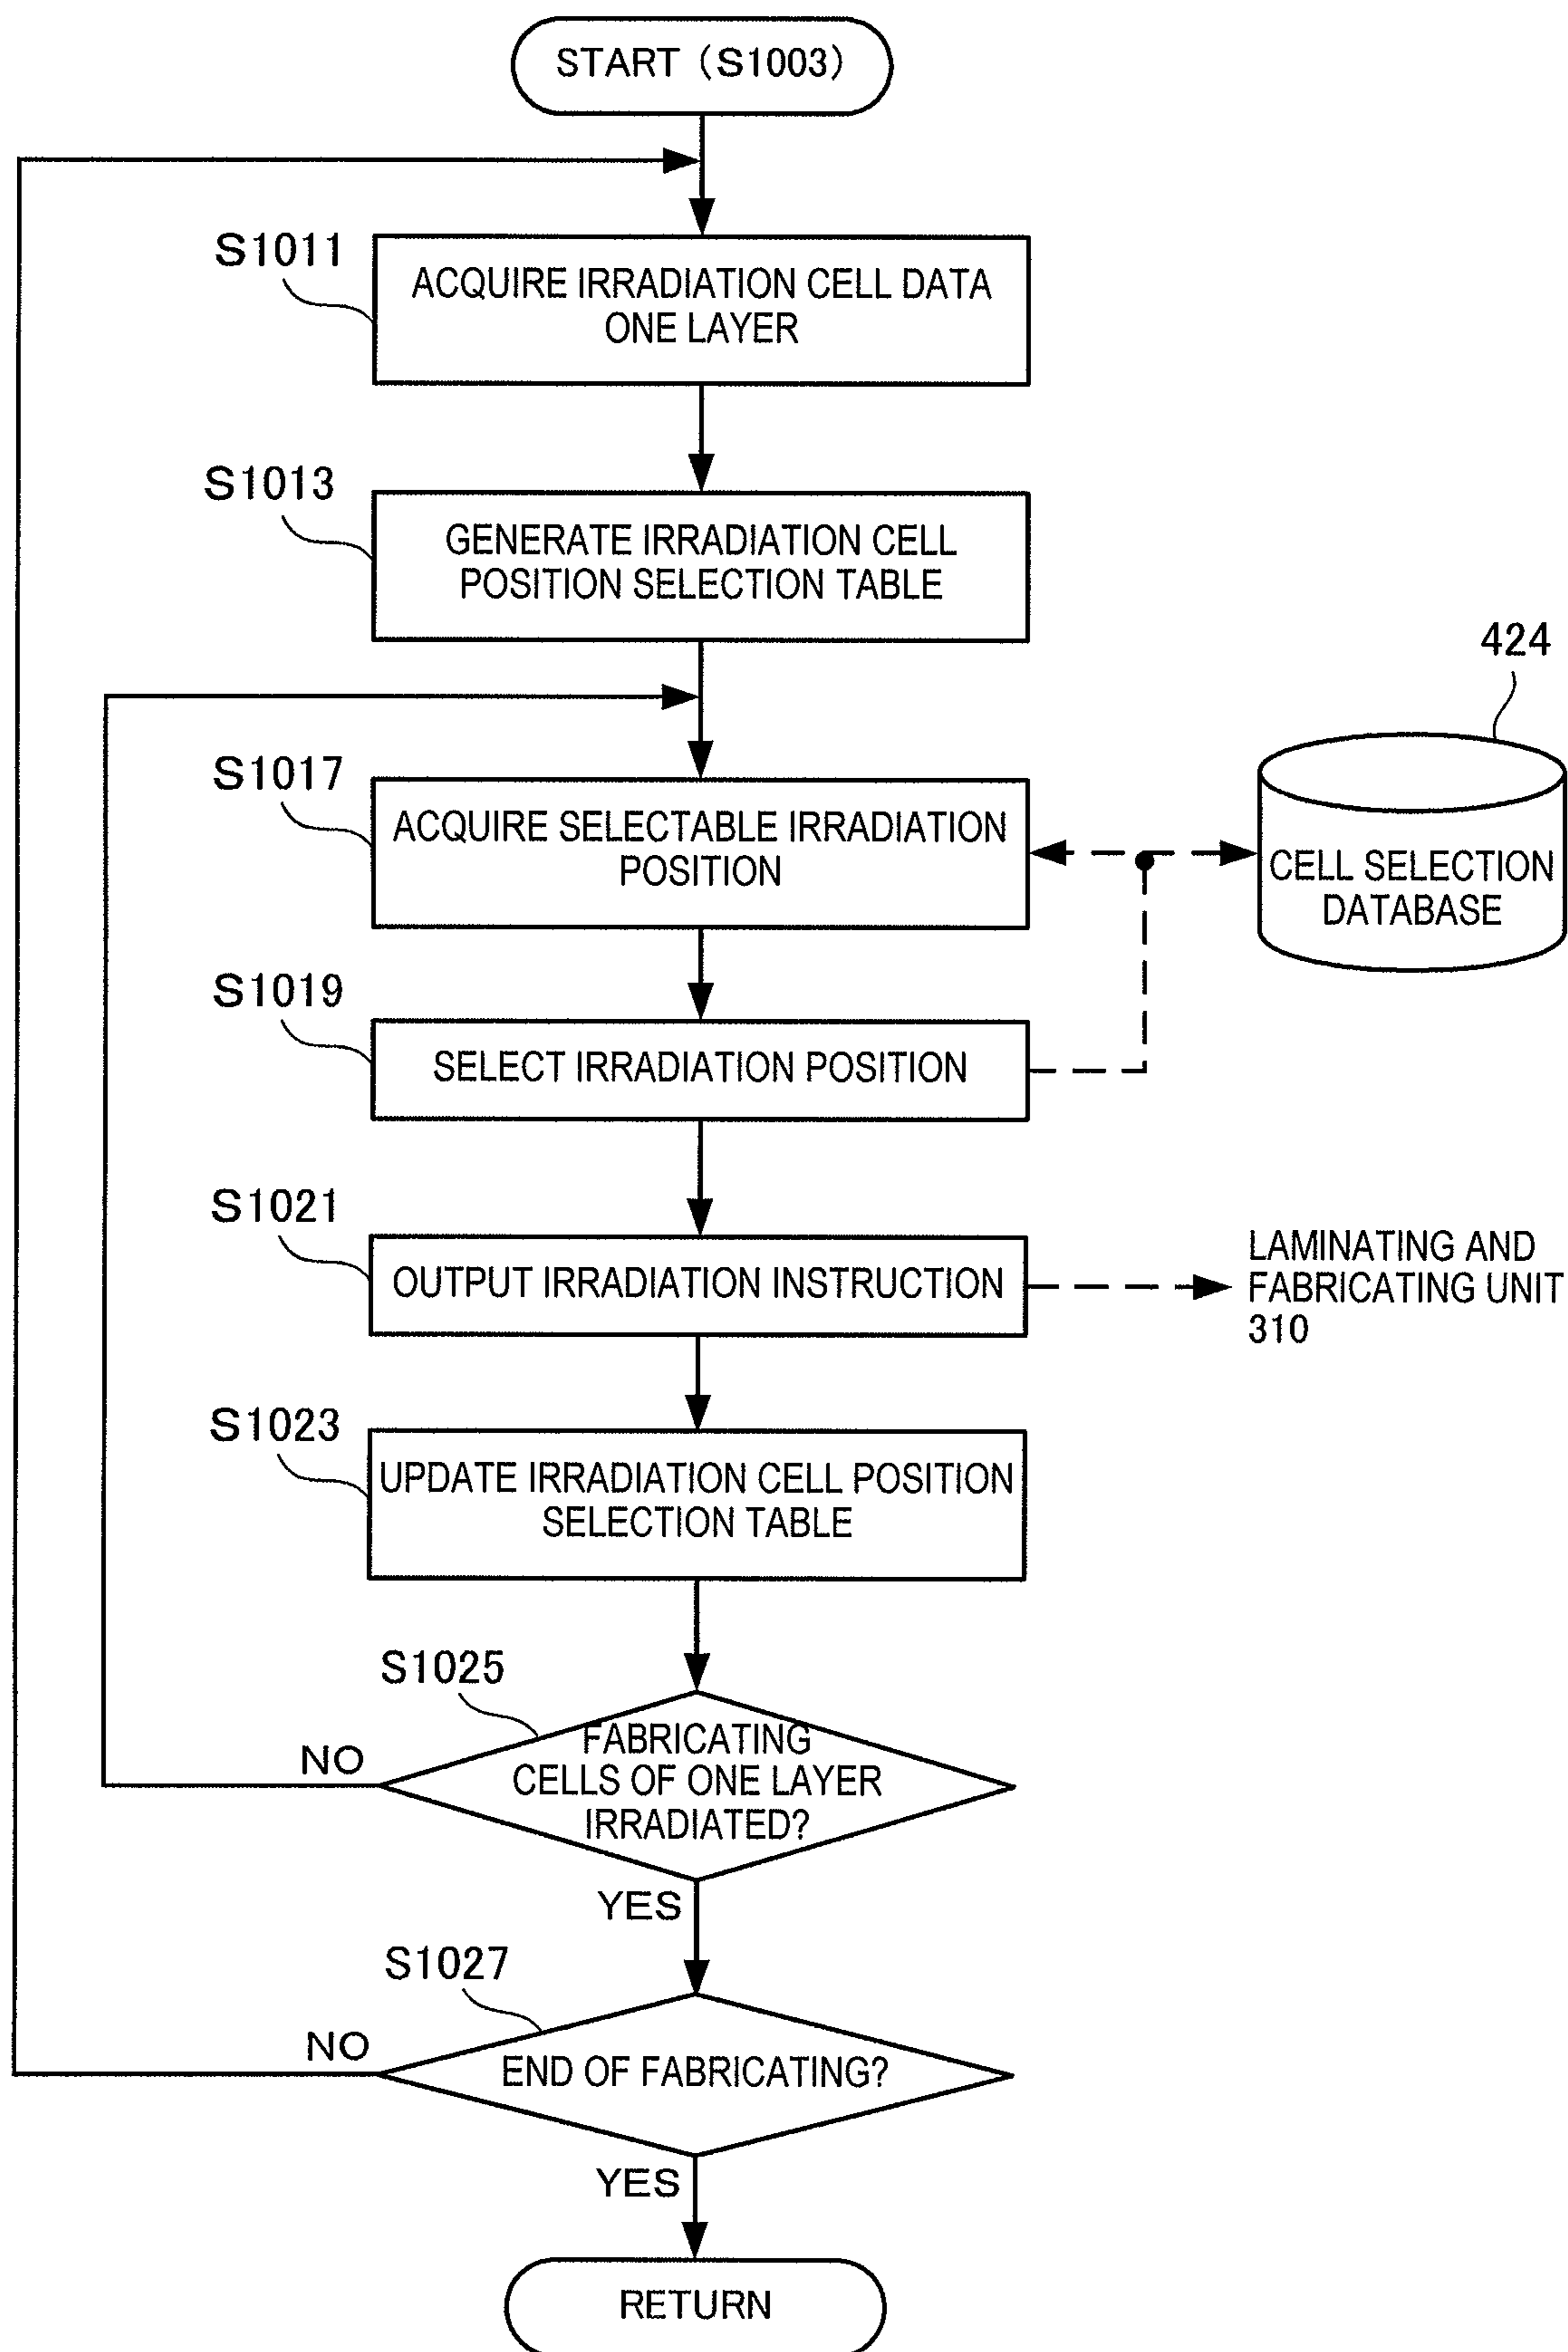 START (S1003)
S1011
ACQUIRE IRRADIATION CELL DATA
ONE LAYER
S1013
GENERATE IRRADIATION CELL
POSITION SELECTION TABLE
424
S1017
ACQUIRE SELECTABLE IRRADIATION
POSITION
CELL SELECTION
DATABASE
S1019
SELECT IRRADIATION POSITION
S1021
OUTPUT IRRADIATION INSTRUCTION
LAMINATING AND
FABRICATING UNIT
310
S1023
UPDATE IRRADIATION CELL POSITION
SELECTION TABLE
S1025
FABRICATING
CELLS OF ONE LAYER
IRRADIATED?
NO
YES
S1027
END OF FABRICATING?
NO
YES
RETURN